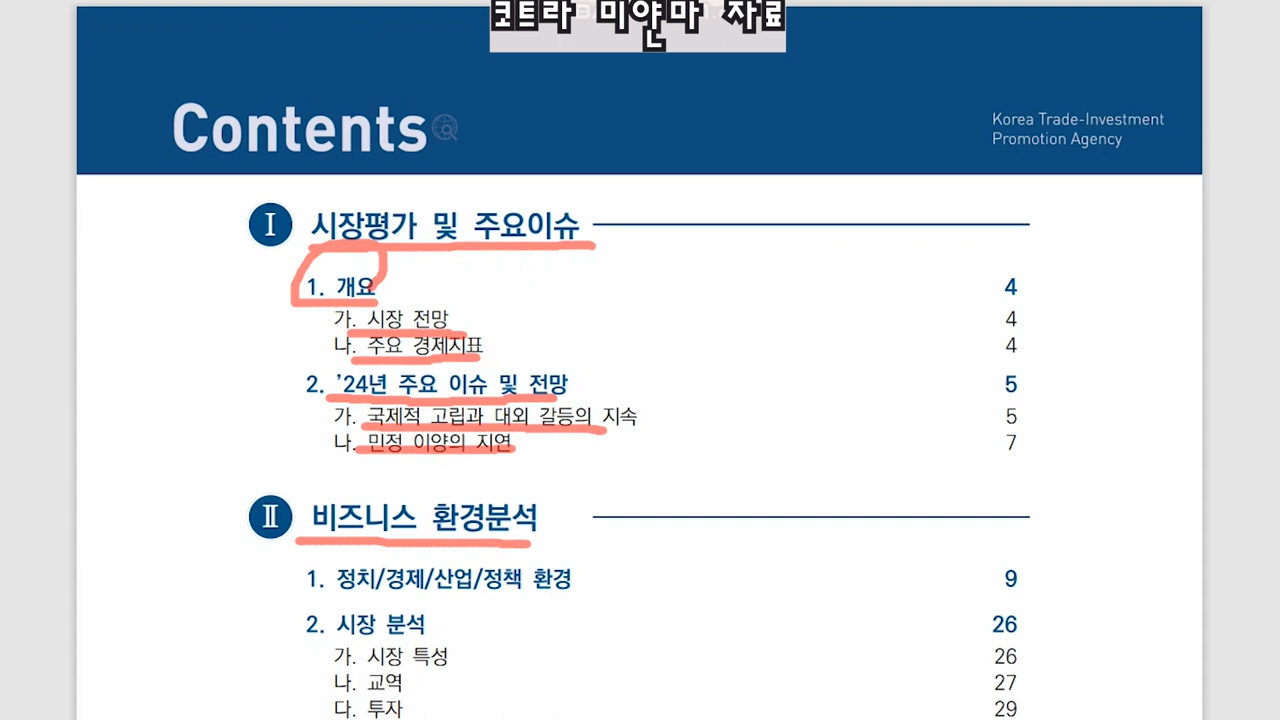 코트라 미얀마 자료
Contents
Korea Trade-Investment
Promotion Agency
Ⅰ 시장평가 및 주요이슈
1. 개요 4
가. 시장 전망 4
나. 주요 경제지표 4
2. ’24년 주요 이슈 및 전망 5
가. 국제적 고립과 대외 갈등의 지속 5
나. 민정 이양의 지연 7
Ⅱ 비즈니스 환경분석
1. 정치/경제/산업/정책 환경 9
2. 시장 분석 26
가. 시장 특성 26
나. 교역 27
다. 투자 29